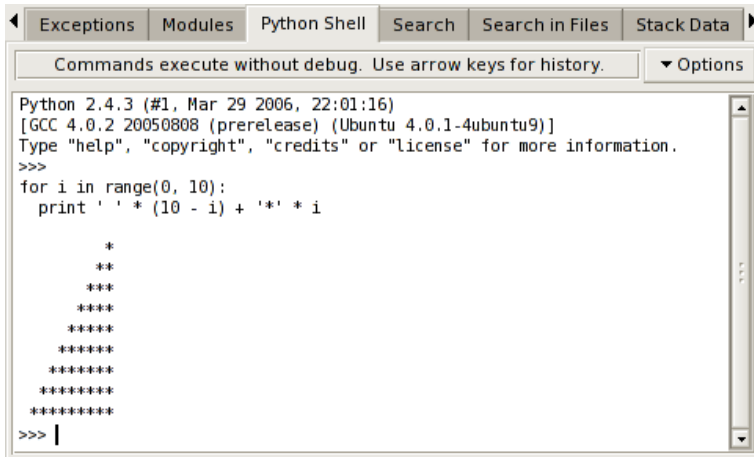 Exceptions Modules Python Shell Search Search in Files Stack Data
Commands execute without debug. Use arrow keys for history. Options
Python 2.4.3 (#1, Mar 29 2006, 22:01:16)
[GCC 4.0.2 20050808 (prerelease) (Ubuntu 4.0.1-4ubuntu9)]
Type "help", "copyright", "credits" or "license" for more information.
>>>
for i in range(0, 10):
  print ' ' * (10 - i) + '*' * i

         *
        **
       ***
      ****
     *****
    ******
   *******
  ********
 *********
>>>